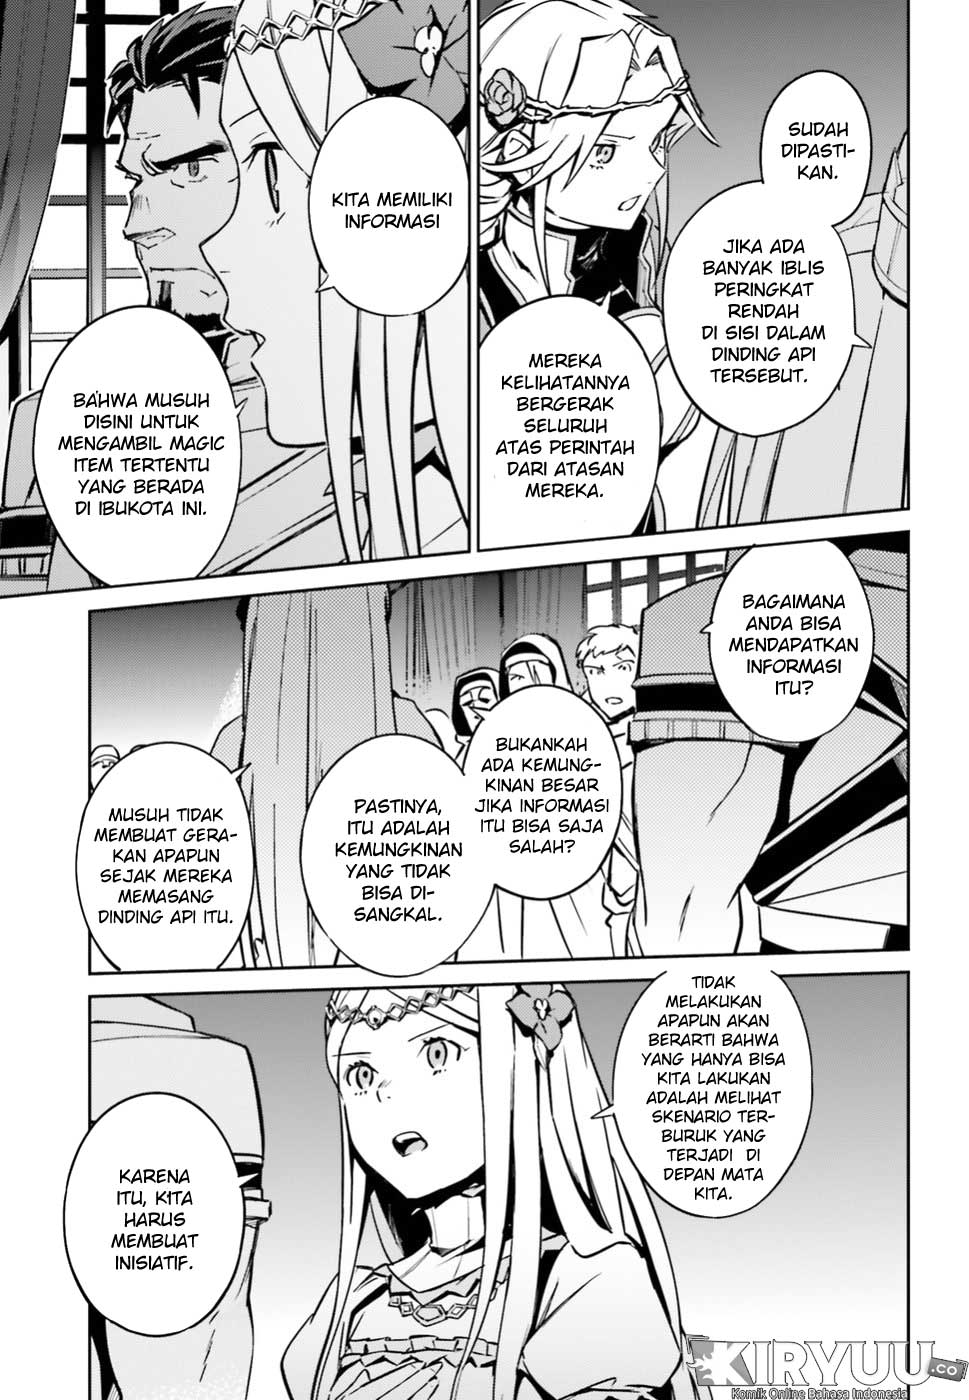 SUDAH
DIPASTI-
KAN.
JIKA ADA
BANYAK IBLIS
PERINGKAT
RENDAH
DI SISI DALAM
DINDING API
TERSEBUT.
MEREKA
KELIHATANNYA
BERGERAK
SELURUH
ATAS PERINTAH
DARI ATASAN
MEREKA.
KITA MEMILIKI
INFORMASI
BAHWA MUSUH
DISINI UNTUK
MENGAMBIL MAGIC
ITEM TERTENTU
YANG BERADA
DI IBUKOTA INI.
BAGAIMANA
ANDA BISA
MENDAPATKAN
INFORMASI
ITU?
BUKANKAH
ADA KEMUNG-
KINAN BESAR
JIKA INFORMASI
ITU BISA SAJA
SALAH?
PASTINYA,
ITU ADALAH
KEMUNGKINAN
YANG TIDAK
BISA DI-
SANGKAL.
MUSUH TIDAK
MEMBUAT GERA-
KAN APAPUN
SEJAK MEREKA
MEMASANG
DINDING API ITU.
TIDAK
MELAKUKAN
APAPUN AKAN
BERARTI BAHWA
YANG HANYA BISA
KITA LAKUKAN
ADALAH MELIHAT
SKENARIO TER-
BURUK YANG
TERJADI DI
DEPAN MATA
KITA.
KARENA
ITU, KITA
HARUS
MEMBUAT
INISIATIF.
KIRYUU.CO
Komik Online Bahasa Indonesia